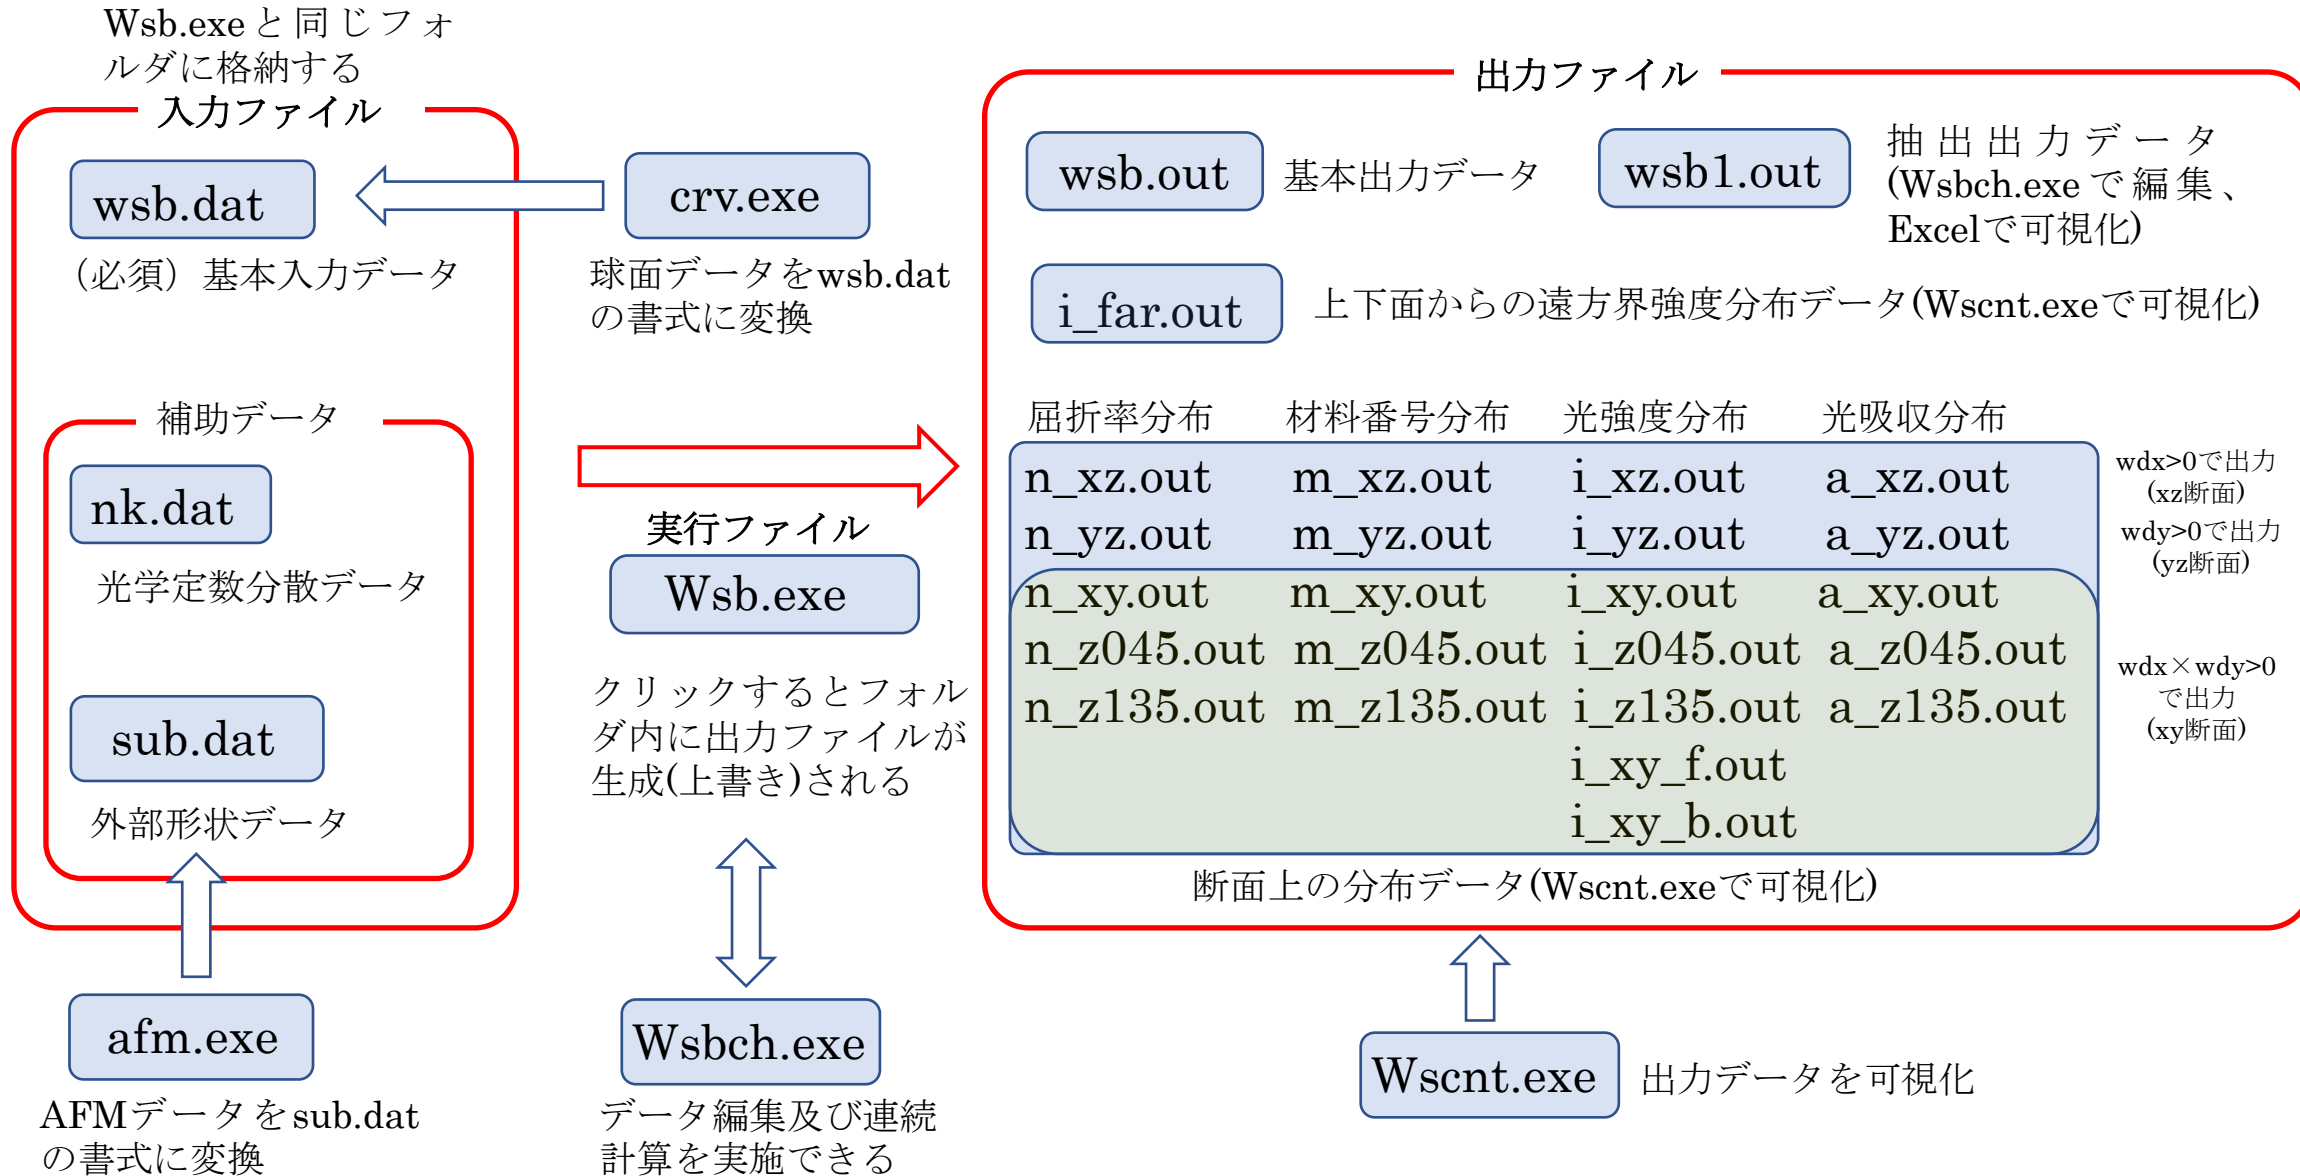 Wsb.exeと同じフォ
ルダに格納する
入力ファイル
wsb.dat
（必須）基本入力データ
補助データ
nk.dat
光学定数分散データ
sub.dat
外部形状データ
afm.exe
AFMデータをsub.dat
の書式に変換
crv.exe
球面データをwsb.dat
の書式に変換
実行ファイル
Wsb.exe
クリックするとフォル
ダ内に出力ファイルが
生成(上書き)される
Wsbch.exe
データ編集及び連続
計算を実施できる
出力ファイル
wsb.out
基本出力データ
wsb1.out
抽出出力データ
(Wsbch.exeで編集、
Excelで可視化)
i_far.out
上下面からの遠方界強度分布データ(Wscnt.exeで可視化)
屈折率分布 材料番号分布 光強度分布 光吸収分布
n_xz.out m_xz.out i_xz.out a_xz.out
n_yz.out m_yz.out i_yz.out a_yz.out
n_xy.out m_xy.out i_xy.out a_xy.out
n_z045.out m_z045.out i_z045.out a_z045.out
n_z135.out m_z135.out i_z135.out a_z135.out
i_xy_f.out
i_xy_b.out
wdx>0で出力
(xz断面)
wdy>0で出力
(yz断面)
wdx×wdy>0
で出力
(xy断面)
断面上の分布データ(Wscnt.exeで可視化)
Wscnt.exe
出力データを可視化